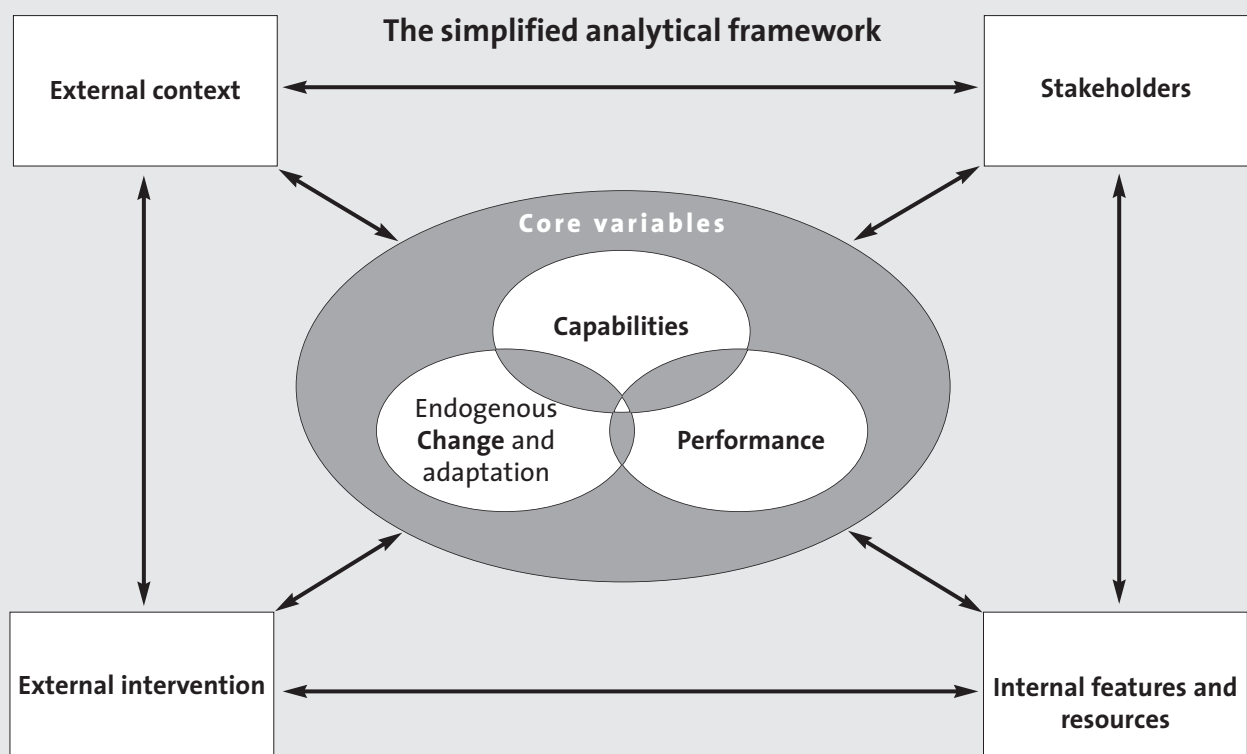 The simplified analytical framework
External context
Stakeholders
Core variables
Capabilities
Endogenous
Change and
adaptation
Performance
External intervention
Internal features and
resources